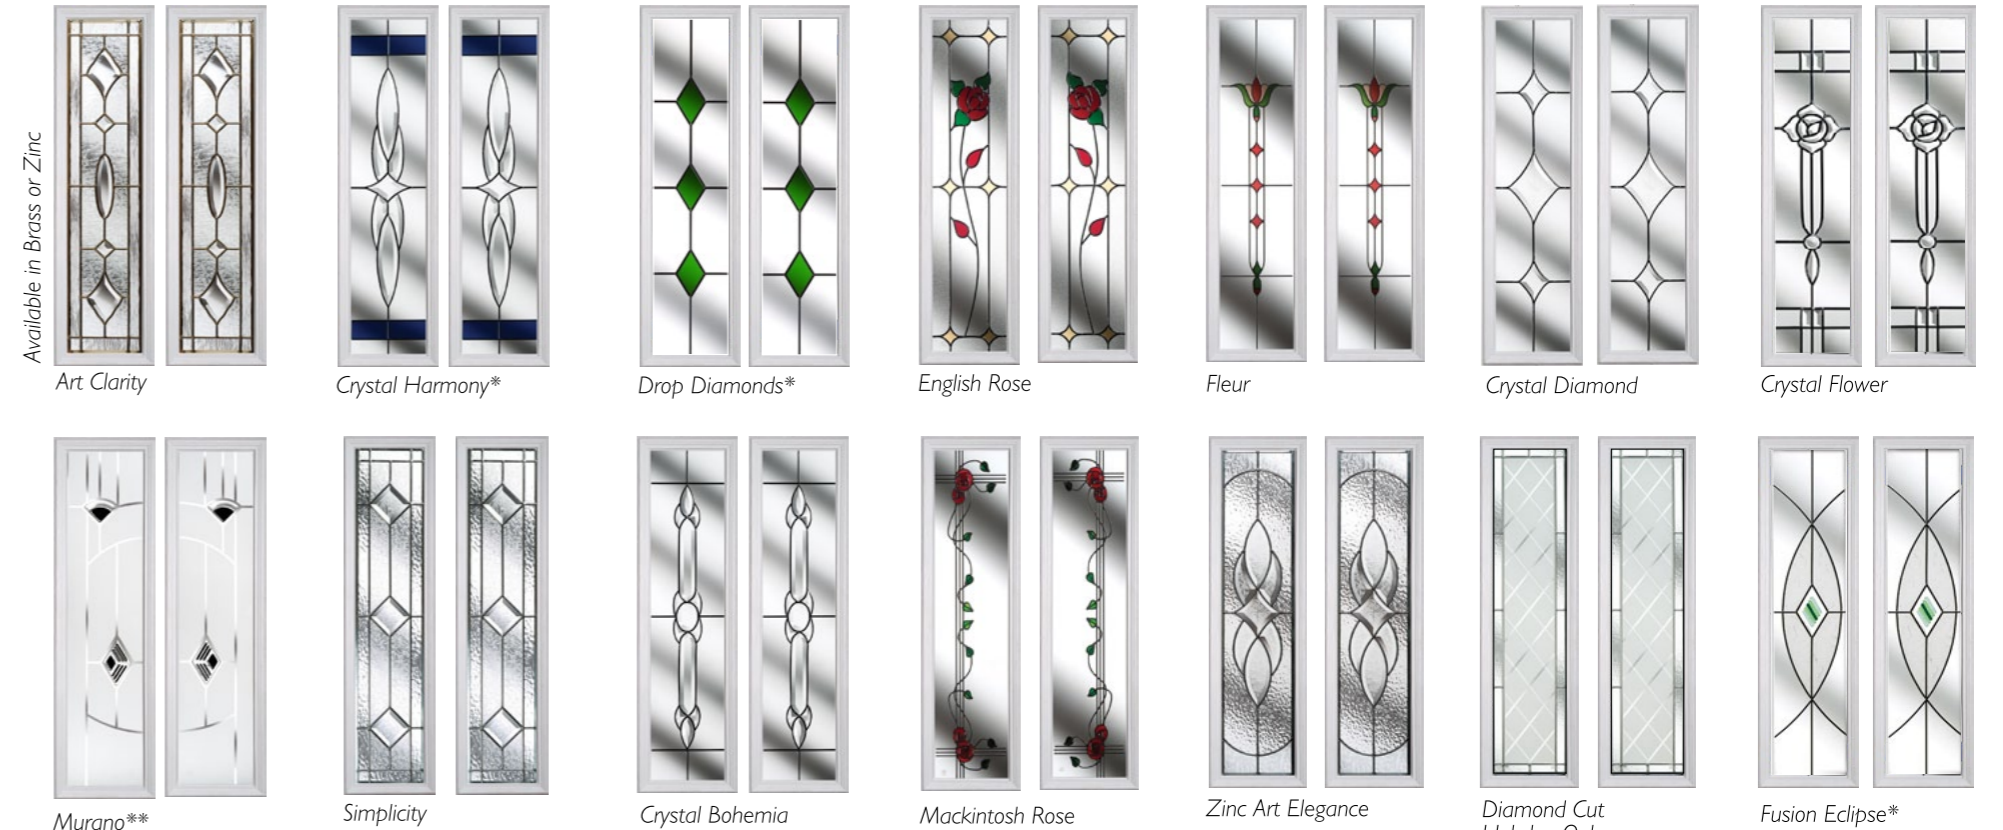 Available in Brass or Zinc
Art Clarity
Crystal Harmony*
Drop Diamonds*
English Rose
Fleur
Crystal Diamond
Crystal Flower
Murano**
Simplicity
Crystal Bohemia
Mackintosh Rose
Zinc Art Elegance
Diamond Cut
Fusion Eclipse*